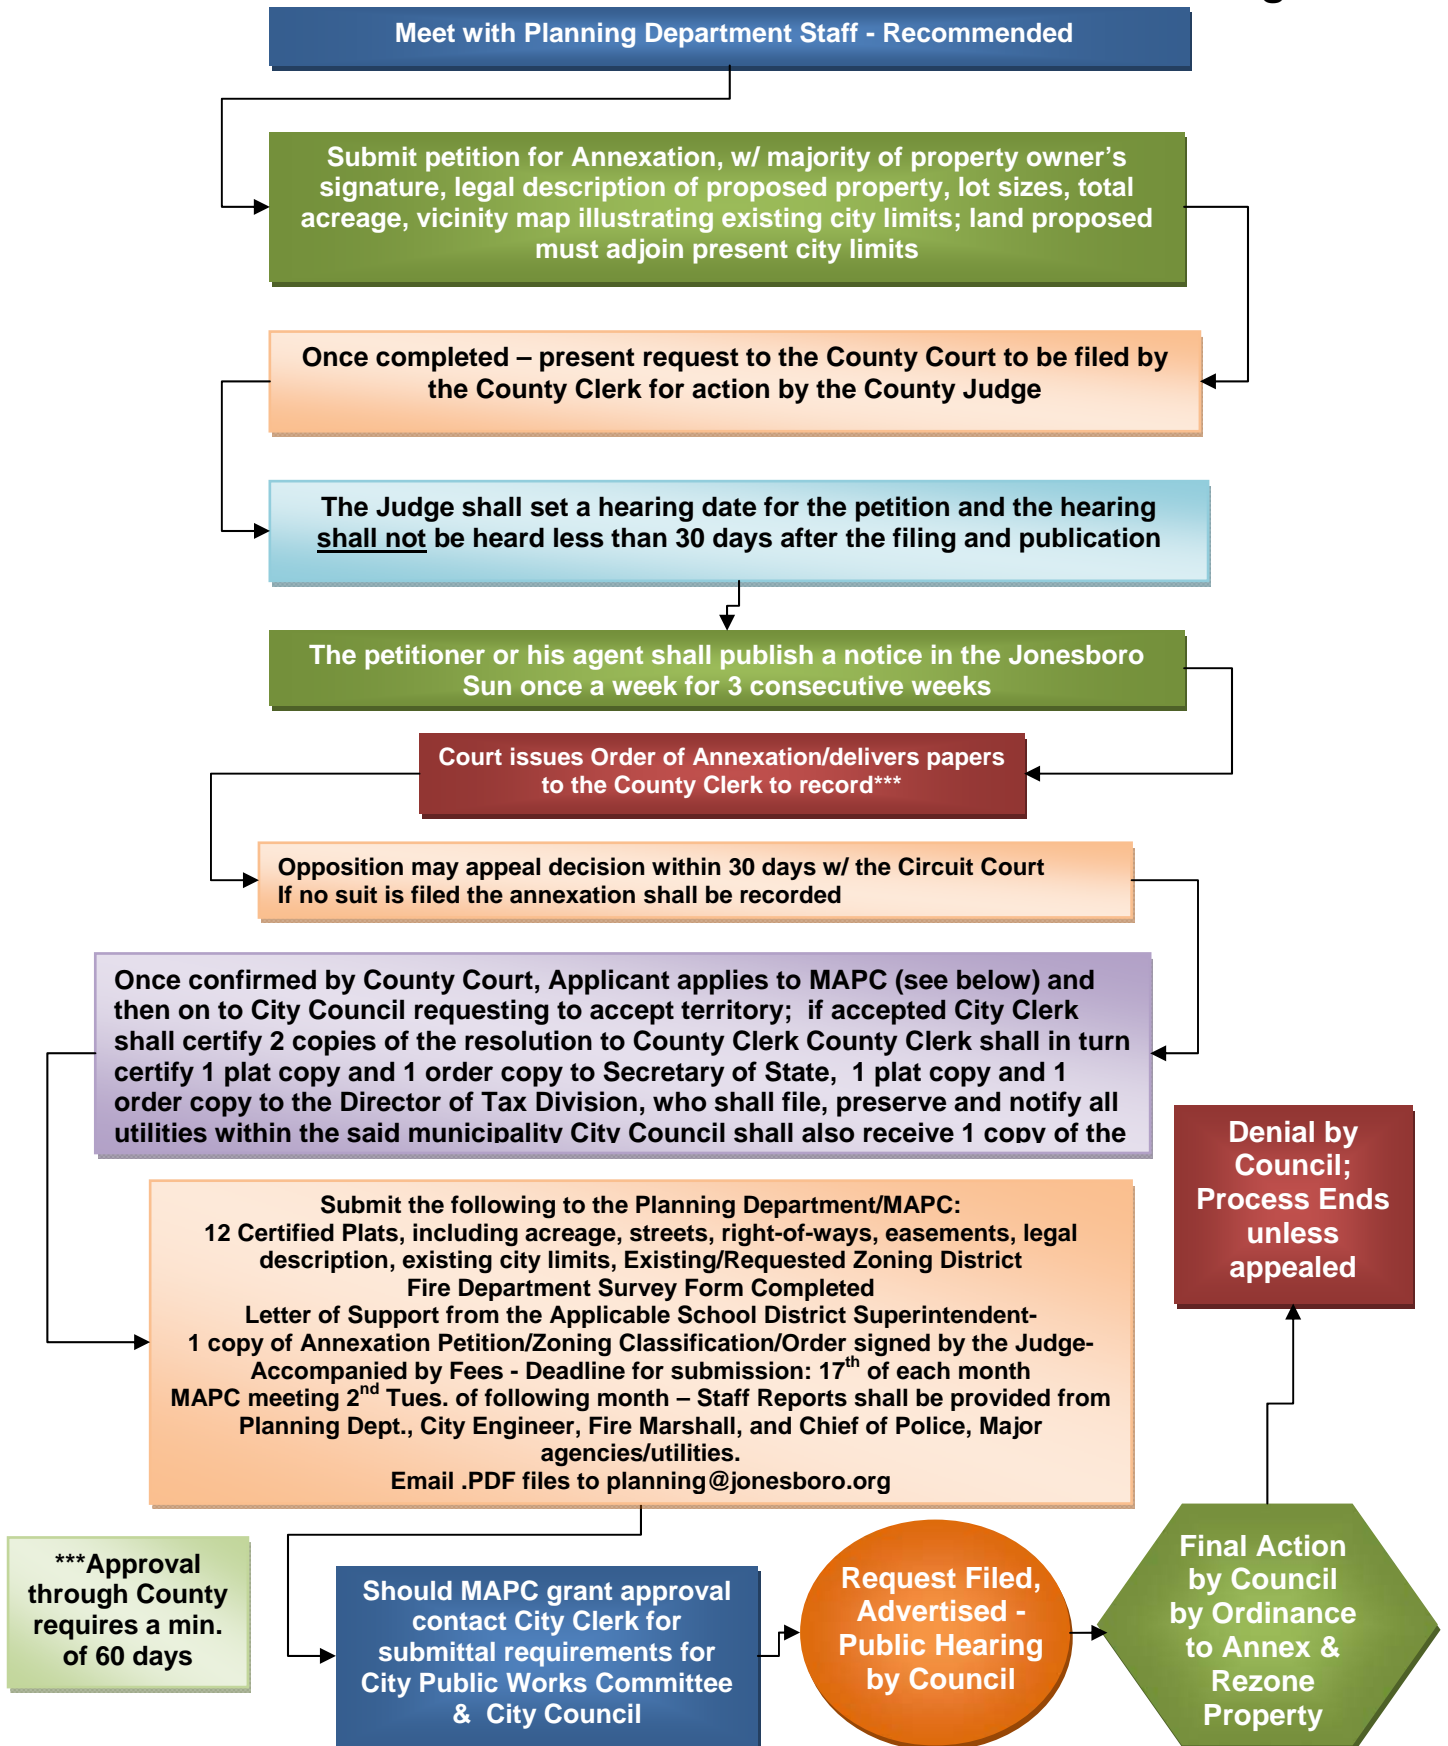 Meet with Planning Department Staff - Recommended
Submit petition for Annexation, w/ majority of property owner's
signature, legal description of proposed property, lot sizes, total
acreage, vicinity map illustrating existing city limits; land proposed
must adjoin present city limits
Once completed – present request to the County Court to be filed by
the County Clerk for action by the County Judge
The Judge shall set a hearing date for the petition and the hearing
shall not be heard less than 30 days after the filing and publication
The petitioner or his agent shall publish a notice in the Jonesboro
Sun once a week for 3 consecutive weeks
Court issues Order of Annexation/delivers papers
to the County Clerk to record***
Opposition may appeal decision within 30 days w/ the Circuit Court
If no suit is filed the annexation shall be recorded
Once confirmed by County Court, Applicant applies to MAPC (see below) and
then on to City Council requesting to accept territory;  if accepted City Clerk
shall certify 2 copies of the resolution to County Clerk County Clerk shall in turn
certify 1 plat copy and 1 order copy to Secretary of State,  1 plat copy and 1
order copy to the Director of Tax Division, who shall file, preserve and notify all
utilities within the said municipality City Council shall also receive 1 copy of the
Submit the following to the Planning Department/MAPC:
12 Certified Plats, including acreage, streets, right-of-ways, easements, legal
description, existing city limits, Existing/Requested Zoning District
Fire Department Survey Form Completed
Letter of Support from the Applicable School District Superintendent-
1 copy of Annexation Petition/Zoning Classification/Order signed by the Judge-
Accompanied by Fees - Deadline for submission: 17th of each month
MAPC meeting 2nd Tues. of following month – Staff Reports shall be provided from
Planning Dept., City Engineer, Fire Marshall, and Chief of Police, Major
agencies/utilities.
Email .PDF files to planning@jonesboro.org
***Approval
through County
requires a min.
of 60 days
Should MAPC grant approval
contact City Clerk for
submittal requirements for
City Public Works Committee
&  City Council
Request Filed,
Advertised -
Public Hearing
by Council
Final Action
by Council
by Ordinance
to Annex &
Rezone
Property
Denial by
Council;
Process Ends
unless
appealed